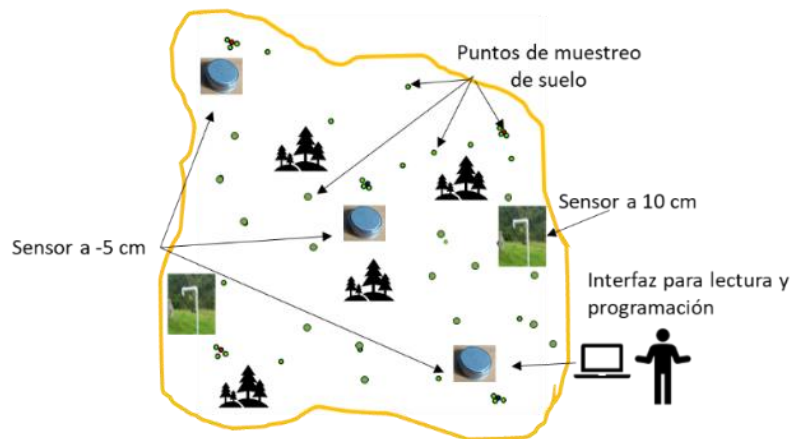 Puntos de muestreo
de suelo
Sensor a 10 cm
Sensor a -5 cm
Interfaz para lectura y
programación